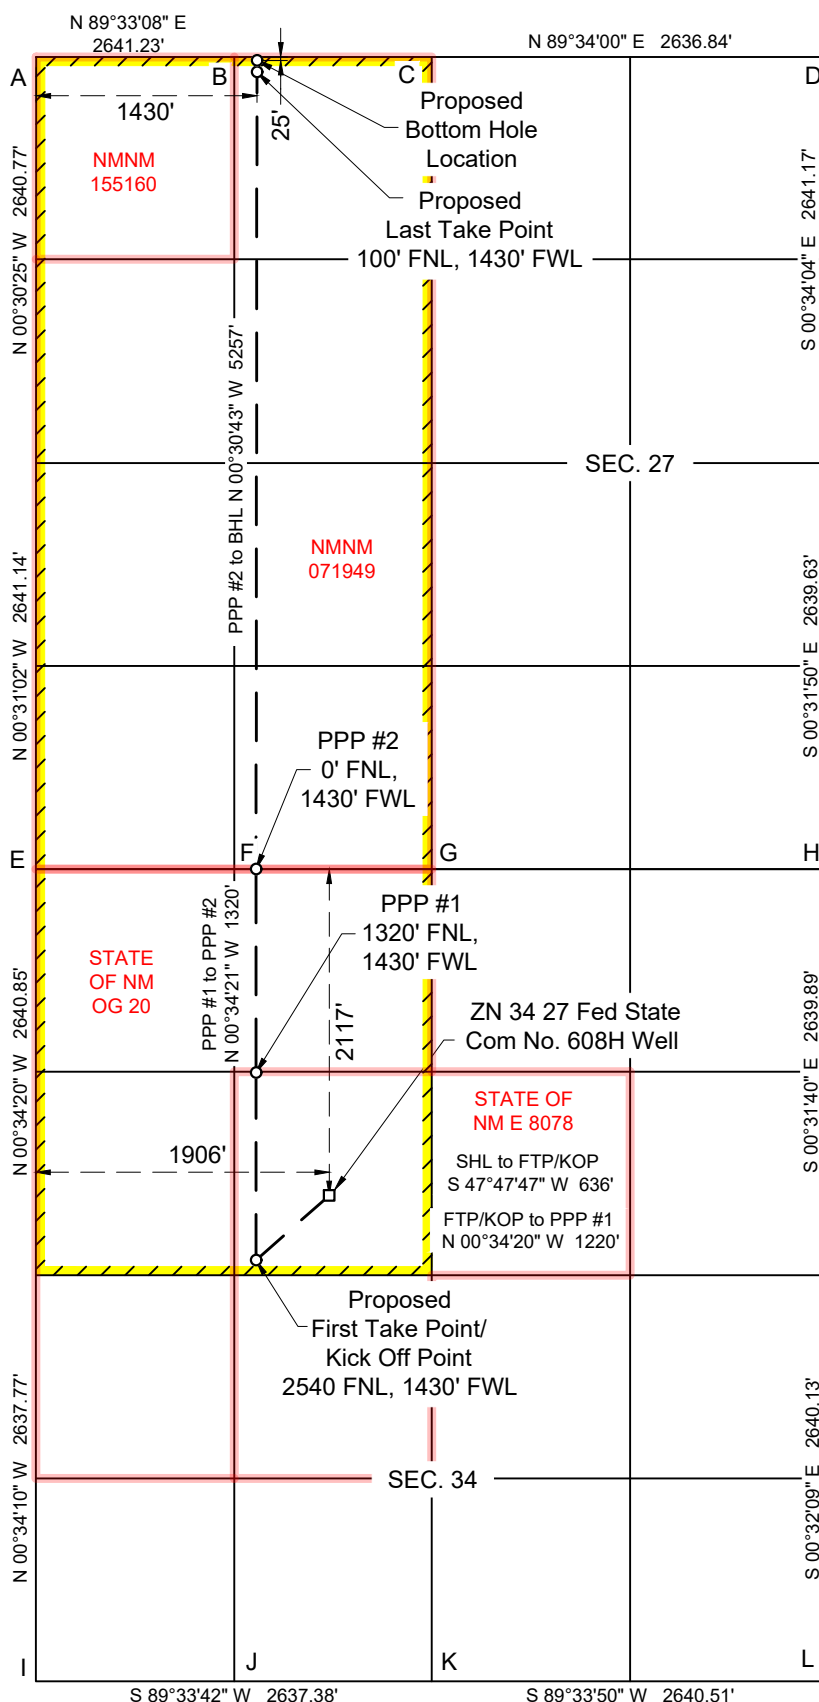 N 89°33'08" E
2641.23'
N 89°34'00" E 2636.84'
A
B
C
D
1430'
25'
Proposed
Bottom Hole
Location
NMNM
155160
Proposed
Last Take Point
100' FNL, 1430' FWL
N 00°30'25" W 2640.77'
S 00°34'04" E 2641.17'
PPP #2 to BHL N 00°30'43" W 5257'
SEC. 27
NMNM
071949
N 00°31'02" W 2641.14'
S 00°31'50" E 2639.63'
PPP #2
0' FNL,
1430' FWL
E
F
G
H
PPP #1 to PPP #2
N 00°34'21" W 1320'
PPP #1
1320' FNL,
1430' FWL
STATE
OF NM
OG 20
2117'
ZN 34 27 Fed State
Com No. 608H Well
N 00°34'20" W 2640.85'
S 00°31'40" E 2639.89'
STATE OF
NM E 8078
1906'
SHL to FTP/KOP
S 47°47'47" W 636'
FTP/KOP to PPP #1
N 00°34'20" W 1220'
Proposed
First Take Point/
Kick Off Point
2540 FNL, 1430' FWL
N 00°34'10" W 2637.77'
S 00°32'09" E 2640.13'
SEC. 34
I
J
K
L
S 89°33'42" W 2637.38'
S 89°33'50" W 2640.51'